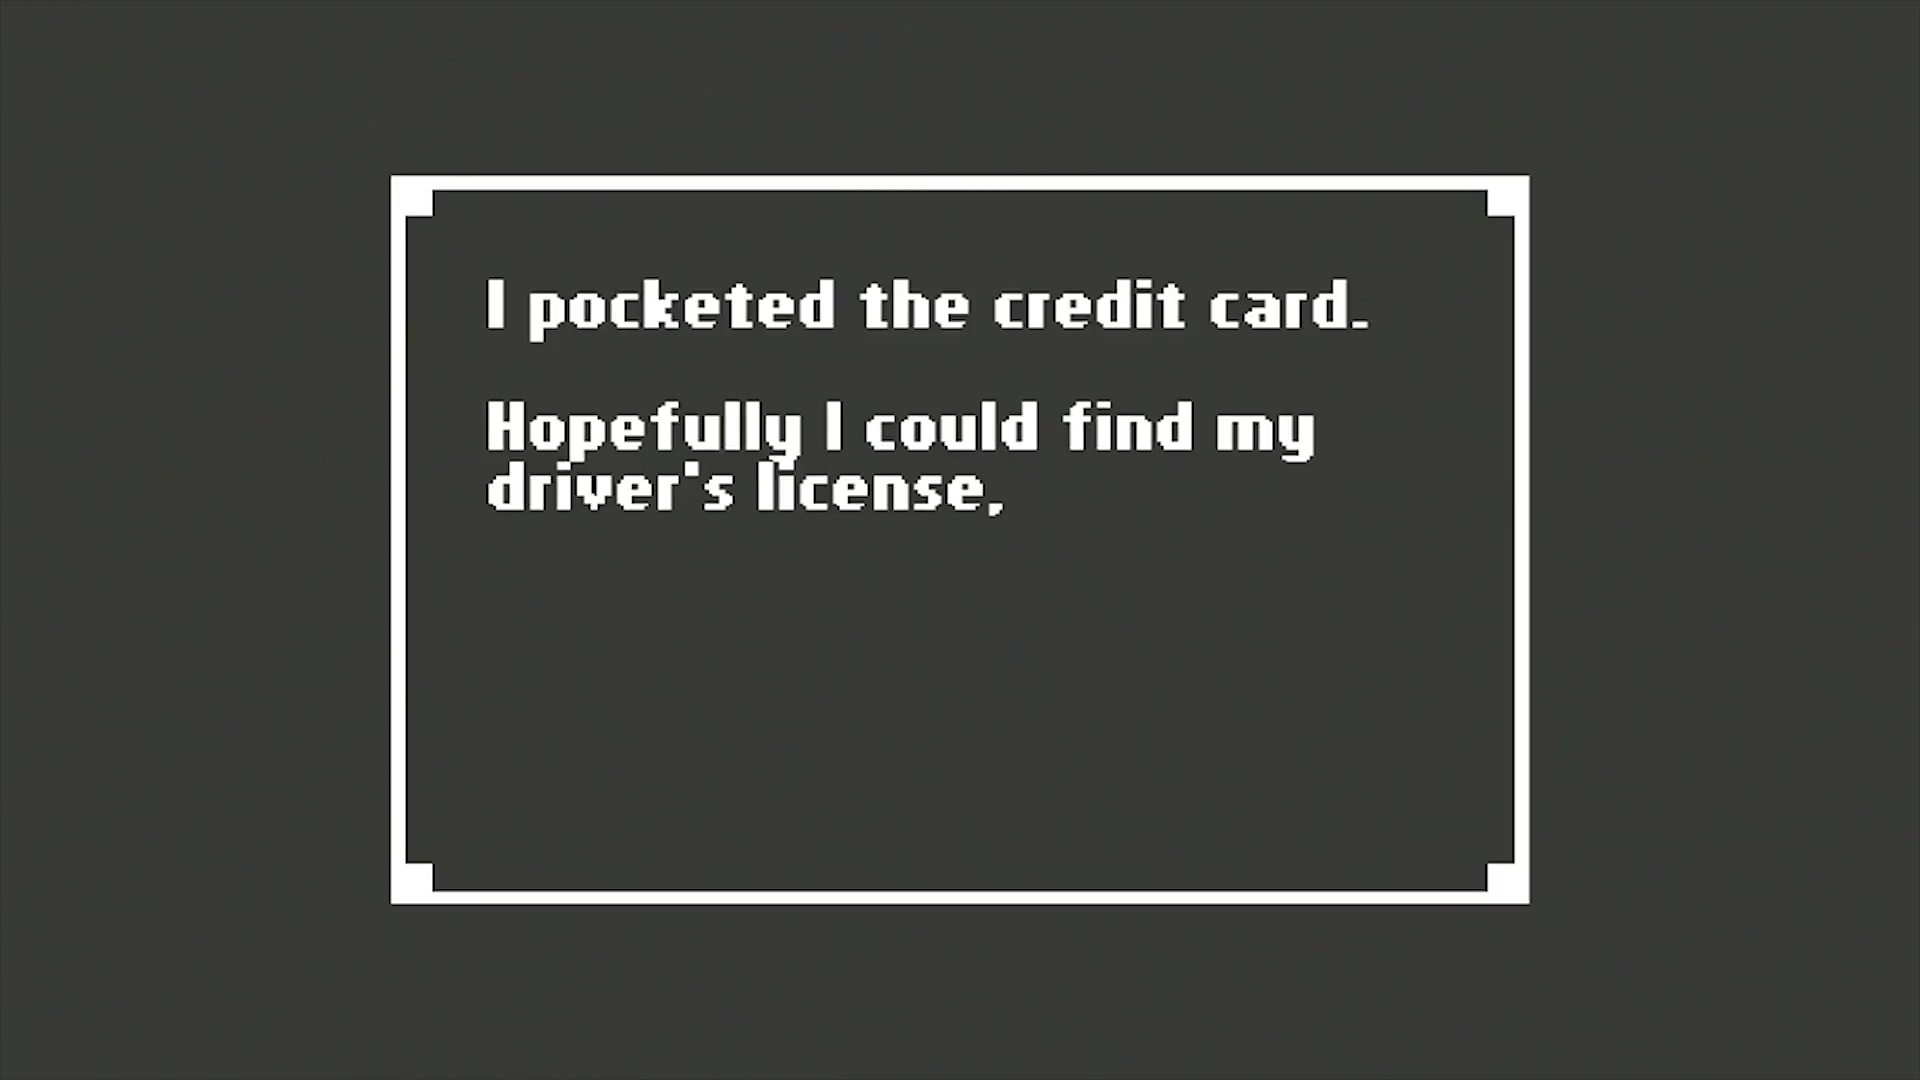 I pocketed the credit card.
Hopefully I could find my
driver's license,